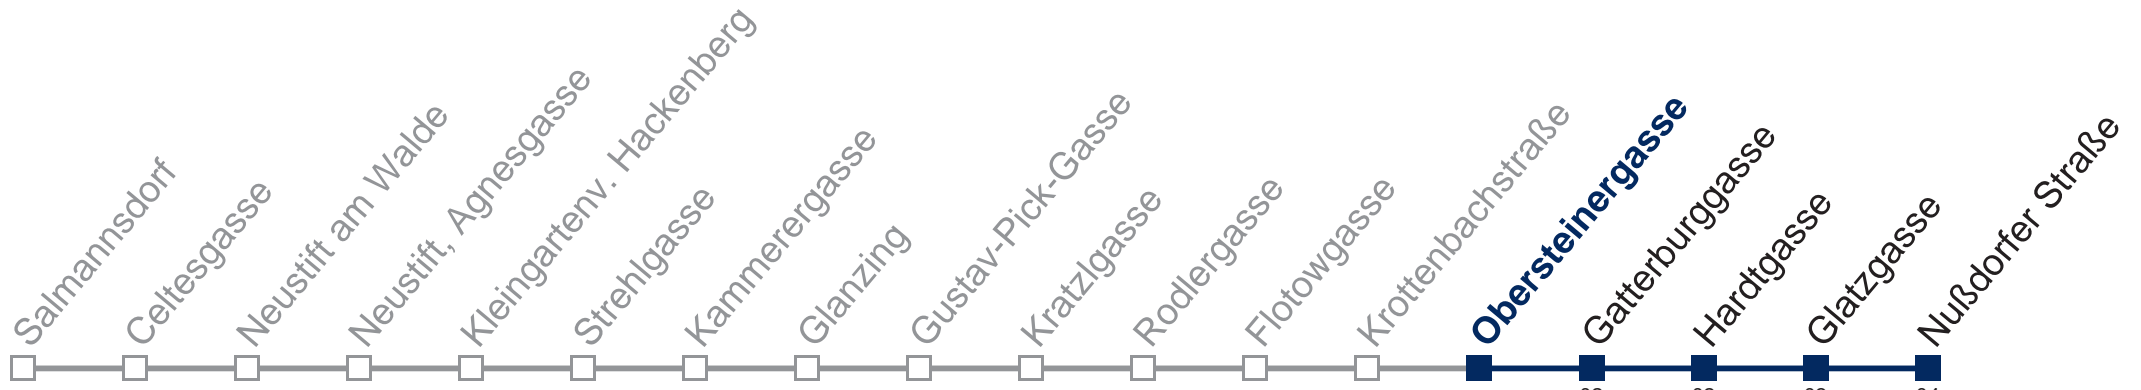 Salmannsdorf
Celtesgasse
Neustift am Walde
Neustift, Agnesgasse
Kleingartenv. Hackenberg
Strehlgasse
Kammerergasse
Glanzing
Gustav-Pick-Gasse
Kratzlgasse
Rodlergasse
Flotowgasse
Krottenbachstraße
Obersteinergasse
Gatterburggasse
Hardtgasse
Glatzgasse
Nußdorfer Straße